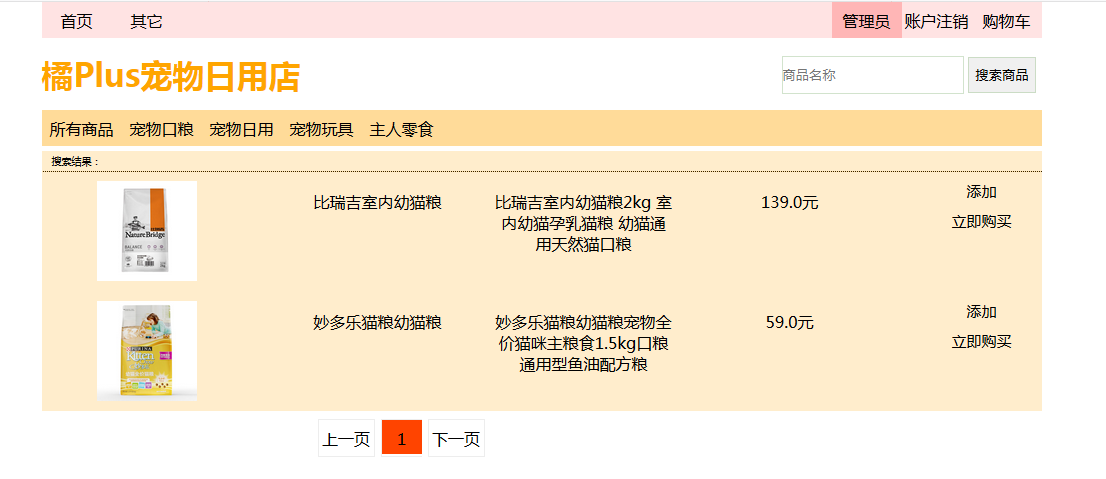 首页 其它 管理员 账户注销 购物车
橘Plus宠物日用店
商品名称 搜索商品
所有商品 宠物口粮 宠物日用 宠物玩具 主人零食
搜索结果：
NatureBridge
BALANCE
比瑞吉室内幼猫粮
比瑞吉室内幼猫粮2kg 室
内幼猫孕乳猫粮 幼猫通
用天然猫口粮
139.0元
添加
立即购买
PURINA
Kitten
妙多乐猫粮幼猫粮
妙多乐猫粮幼猫粮宠物全
价猫咪主粮食1.5kg口粮
通用型鱼油配方粮
59.0元
添加
立即购买
上一页 1 下一页